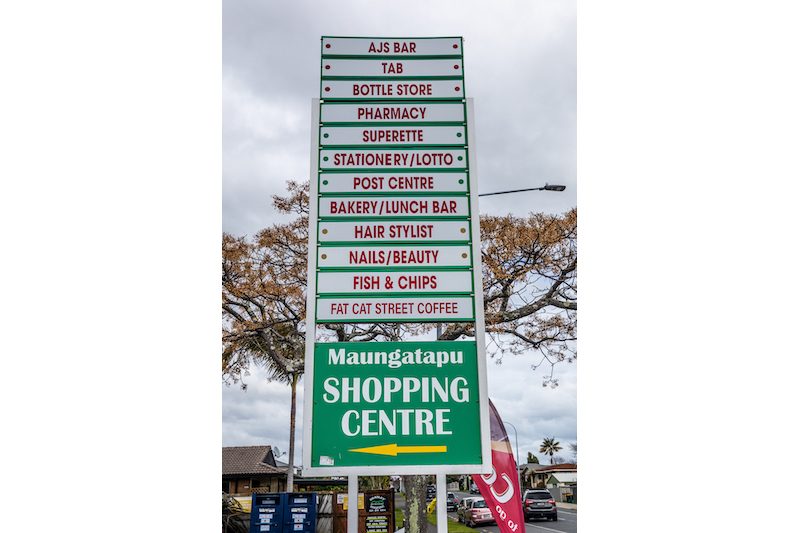 AJS BAR
TAB
BOTTLE STORE
PHARMACY
SUPERETTE
STATIONERY/LOTTO
POST CENTRE
BAKERY/LUNCH BAR
HAIR STYLIST
NAILS/BEAUTY
FISH & CHIPS
FAT CAT STREET COFFEE
Maungatapu
SHOPPING
CENTRE